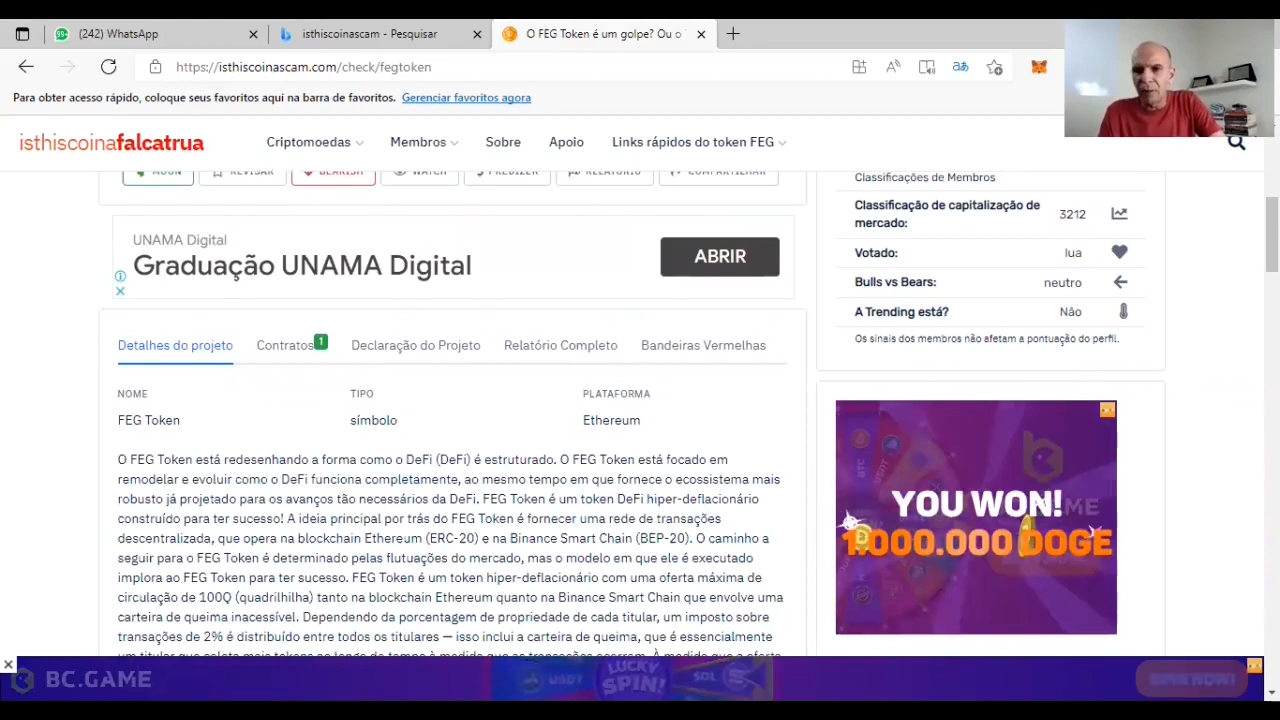 (242) WhatsApp
isthiscoinascam - Pesquisar
O FEG Token é um golpe? Ou o
https://isthiscoinascam.com/check/fegtoken
Para obter acesso rápido, coloque seus favoritos aqui na barra de favoritos. Gerenciar favoritos agora
isthiscoinafalcatrua
Criptomoedas
Membros
Sobre
Apoio
Links rápidos do token FEG
MOON
REVISAR
BEARISH
WATCH
PREDIZER
RELATÓRIO
COMPARTILHAR
UNAMA Digital
Graduação UNAMA Digital
ABRIR
Detalhes do projeto
Contratos 1
Declaração do Projeto
Relatório Completo
Bandeiras Vermelhas
NOME
TIPO
PLATAFORMA
FEG Token
símbolo
Ethereum
O FEG Token está redesenhando a forma como o DeFi (DeFi) é estruturado. O FEG Token está focado em
remodelar e evoluir como o DeFi funciona completamente, ao mesmo tempo em que fornece o ecossistema mais
robusto já projetado para os avanços tão necessários da DeFi. FEG Token é um token DeFi hiper-deflacionário
construído para ter sucesso! A ideia principal por trás do FEG Token é fornecer uma rede de transações
descentralizada, que opera na blockchain Ethereum (ERC-20) e na Binance Smart Chain (BEP-20). O caminho a
seguir para o FEG Token é determinado pelas flutuações do mercado, mas o modelo em que ele é executado
implora ao FEG Token para ter sucesso. FEG Token é um token hiper-deflacionário com uma oferta máxima de
circulação de 100Q (quadrilhilha) tanto na blockchain Ethereum quanto na Binance Smart Chain que envolve uma
carteira de queima inacessível. Dependendo da porcentagem de propriedade de cada titular, um imposto sobre
transações de 2% é distribuído entre todos os titulares — isso inclui a carteira de queima, que é essencialmente
Classificações de Membros
Classificação de capitalização de
mercado:
3212
Votado:
lua
Bulls vs Bears:
neutro
A Trending está?
Não
Os sinais dos membros não afetam a pontuação do perfil.
YOU WON!
1.000.000 DOGE
BC.GAME
USDT
LUCKY
SPIN!
SOL